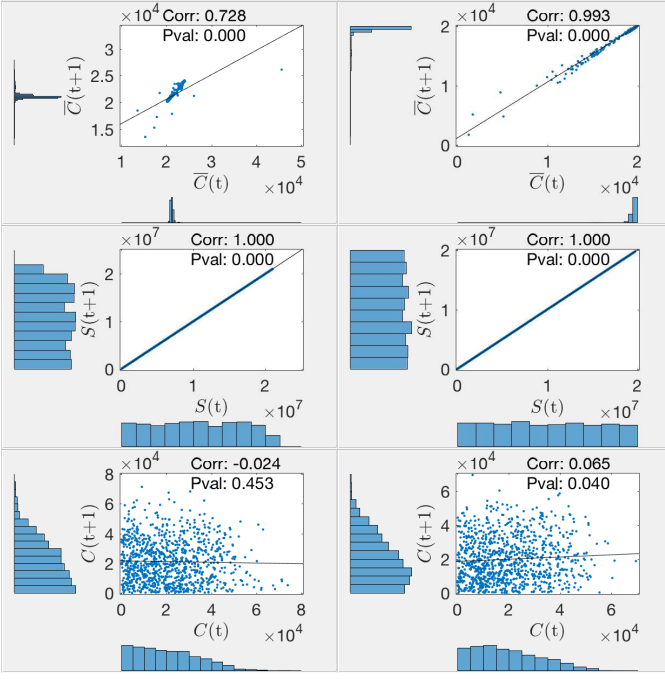 ×10⁴ Corr: 0.728
Pval: 0.000
3
2.5
2
1.5
C̅(t+1)
1 2 3 4 5
C̅(t) ×10⁴
×10⁴ Corr: 0.993
Pval: 0.000
2
1
0
C̅(t+1)
0 1 2
C̅(t) ×10⁴
×10⁷ Corr: 1.000
Pval: 0.000
2
1
0
S(t+1)
0 1 2
S(t) ×10⁷
×10⁷ Corr: 1.000
Pval: 0.000
2
1
0
S(t+1)
0 1 2
S(t) ×10⁷
×10⁴ Corr: -0.024
Pval: 0.453
8
6
4
2
0
C(t+1)
0 2 4 6 8
C(t) ×10⁴
×10⁴ Corr: 0.065
Pval: 0.040
6
4
2
0
C(t+1)
0 2 4 6
C(t) ×10⁴